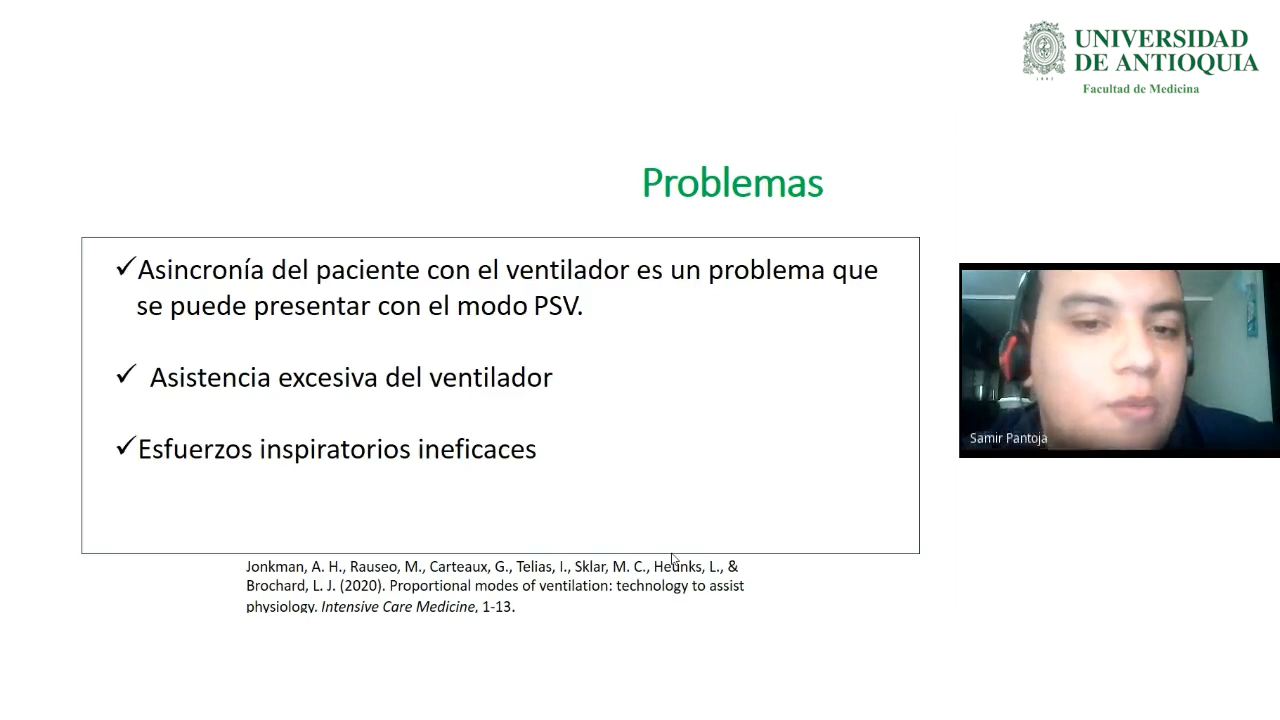 UNIVERSIDAD
DE ANTIOQUIA
1803
Facultad de Medicina
Problemas
✓Asincronía del paciente con el ventilador es un problema que
se puede presentar con el modo PSV.
✓ Asistencia excesiva del ventilador
✓Esfuerzos inspiratorios ineficaces
Samir Pantoja
Jonkman, A. H., Rauseo, M., Carteaux, G., Telias, I., Sklar, M. C., Heunks, L., &
Brochard, L. J. (2020). Proportional modes of ventilation: technology to assist
physiology. Intensive Care Medicine, 1-13.